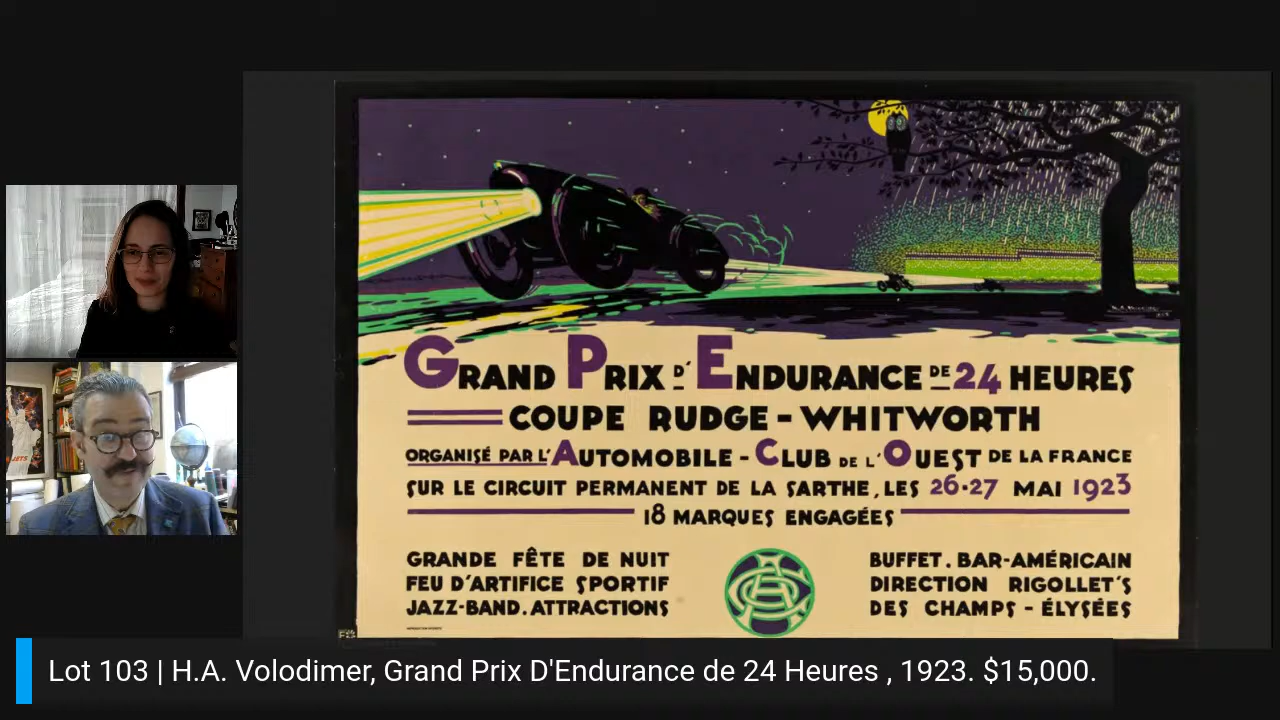 GRAND PRIX D'ENDURANCE DE 24 HEURES
COUPE RUDGE-WHITWORTH
ORGANISÉ PAR L'AUTOMOBILE-CLUB DE L'OUEST DE LA FRANCE
SUR LE CIRCUIT PERMANENT DE LA SARTHE, LES 26-27 MAI 1923
18 MARQUES ENGAGÉES
GRANDE FÊTE DE NUIT
FEU D'ARTIFICE SPORTIF
JAZZ-BAND. ATTRACTIONS
BUFFET. BAR-AMÉRICAIN
DIRECTION RIGOLLET'S
DES CHAMPS-ÉLYSÉES
Lot 103 | H.A. Volodimer, Grand Prix D'Endurance de 24 Heures , 1923. $15,000.